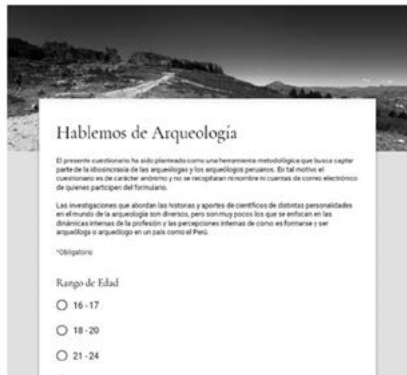 Hablemos de Arqueología
El presente cuestionario ha sido planteado como una herramienta metodológica que busca captar
parte de la idiosincrasia de las arqueólogas y los arqueólogos peruanos. En tal motivo el
cuestionario es de carácter anónimo y no se recopilaran ni nombre ni cuentas de correo electrónico
de quienes participen del formulario.
Las investigaciones que abordan las historias y aportes de científicos de distintas personalidades
en el mundo de la arqueología son diversos, pero son muy pocos los que se enfocan en las
dinámicas internas de la profesión y las percepciones internas de como es formarse y ser
arqueóloga o arqueólogo en un país como el Perú.
*Obligatorio
Rango de Edad
16 - 17
18 - 20
21 - 24